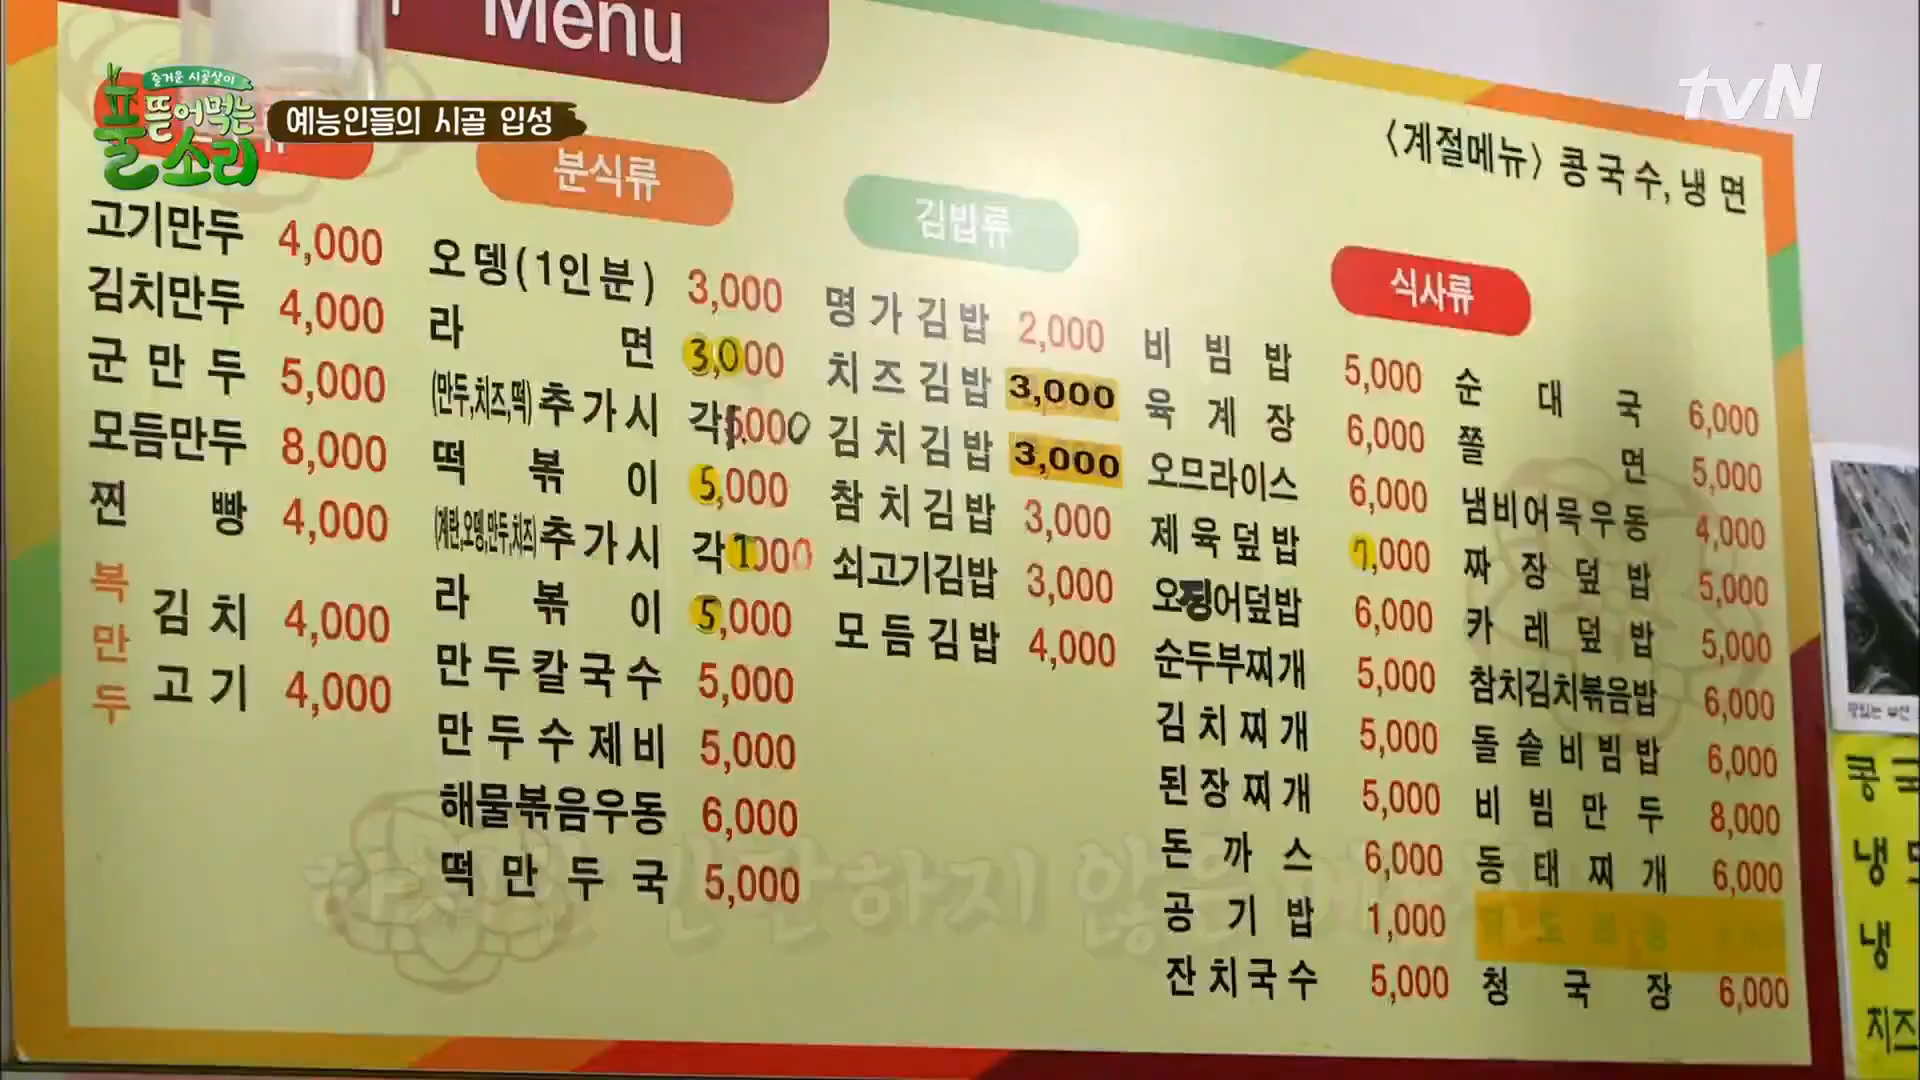 Menu
tvN
즐거운 시골살이
풀 뜯어먹는 소리
예능인들의 시골 입성
<계절메뉴> 콩국수, 냉면
고기만두 4,000
김치만두 4,000
군만두 5,000
모듬만두 8,000
찐빵 4,000
복만두
김치 4,000
고기 4,000
분식류
오뎅(1인분) 3,000
라면 3,000
(만두,치즈,떡)추가시 각
떡볶이 5,000
(계란,오뎅,만두,치즈)추가시 각1000
라볶이 5,000
만두칼국수 5,000
만두수제비 5,000
해물볶음우동 6,000
떡만두국 5,000
김밥류
명가김밥 2,000
치즈김밥 3,000
김치김밥 3,000
참치김밥 3,000
쇠고기김밥 3,000
모듬김밥 4,000
식사류
비빔밥 5,000
육계장 6,000
오므라이스 6,000
제육덮밥 7,000
오징어덮밥 6,000
순두부찌개 5,000
김치찌개 5,000
된장찌개 5,000
돈까스 6,000
공기밥 1,000
잔치국수 5,000
순대국 6,000
쫄면 5,000
냄비어묵우동 4,000
짜장덮밥 5,000
카레덮밥 5,000
참치김치볶음밥 6,000
돌솥비빔밥 6,000
비빔만두 8,000
동태찌개 6,000
청국장 6,000
간단하지 않은
콩국
냉
냉
치즈